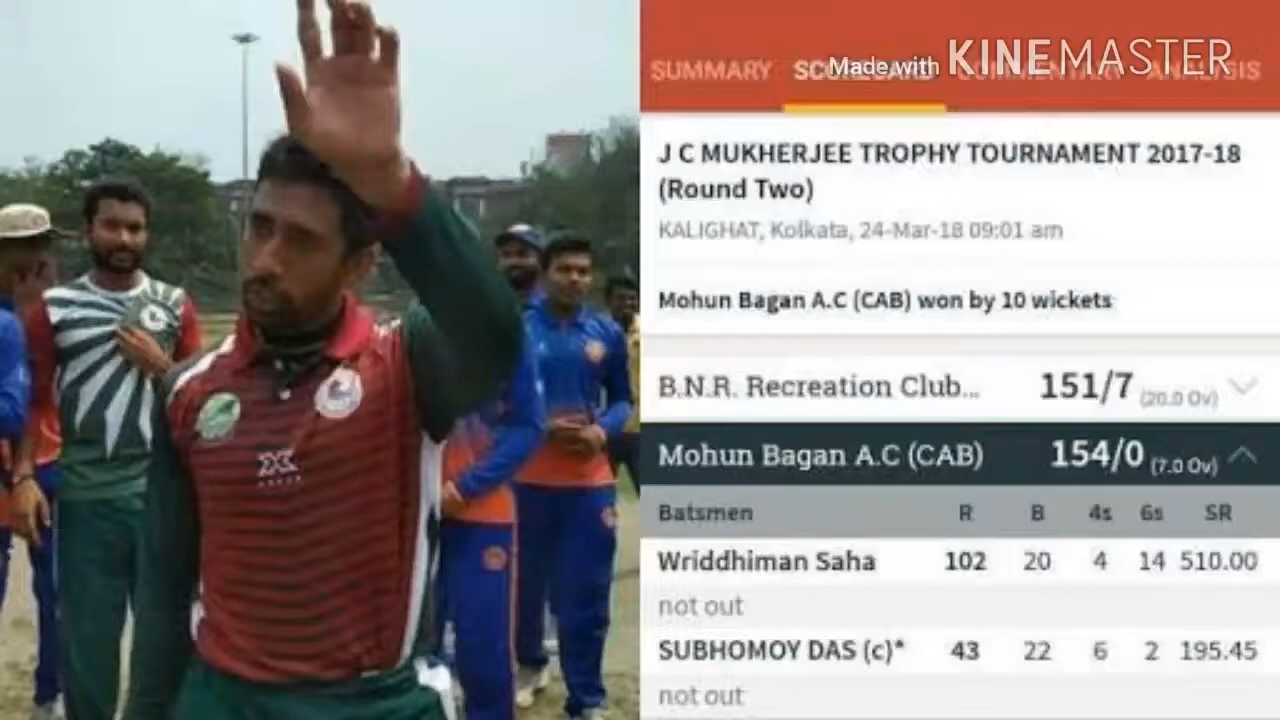 Made with KINEMASTER
SUMMARY SCORECARD COMMENTARY ANALYSIS
J C MUKHERJEE TROPHY TOURNAMENT 2017-18
(Round Two)
KALIGHAT, Kolkata, 24-Mar-18 09:01 am
Mohun Bagan A.C (CAB) won by 10 wickets
B.N.R. Recreation Club... 151/7 (20.0 Ov)
Mohun Bagan A.C (CAB) 154/0 (7.0 Ov)
Batsmen R B 4s 6s SR
Wriddhiman Saha 102 20 4 14 510.00
not out
SUBHOMOY DAS (c)* 43 22 6 2 195.45
not out